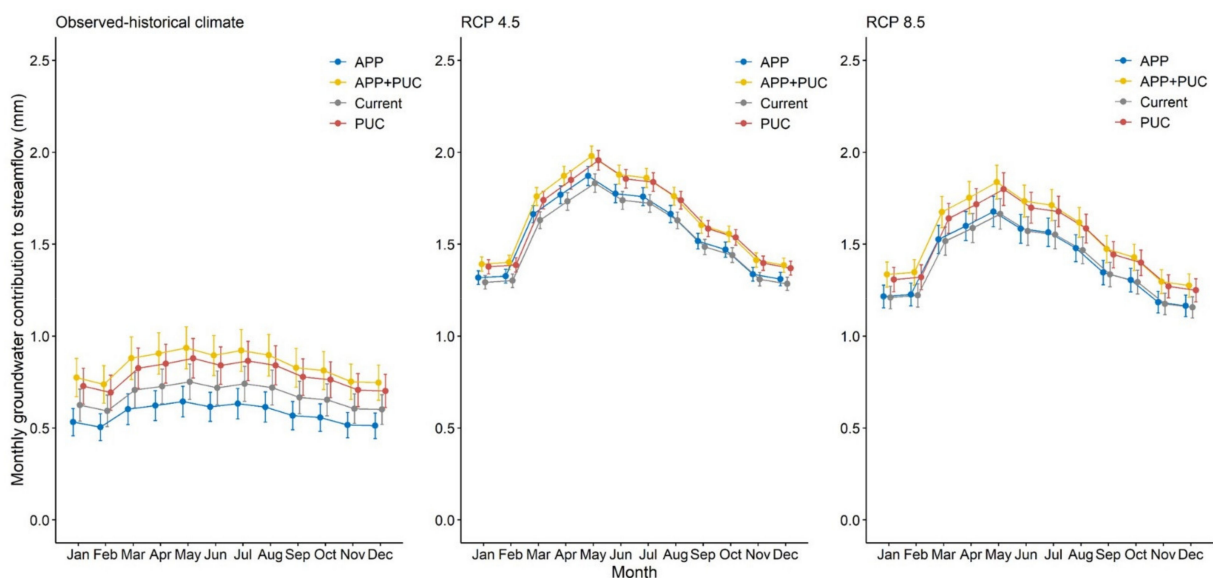 Observed-historical climate
RCP 4.5
RCP 8.5
Monthly groundwater contribution to streamflow (mm)
2.5
2.0
1.5
1.0
0.5
0.0
APP
APP+PUC
Current
PUC
Jan Feb Mar Apr May Jun Jul Aug Sep Oct Nov Dec
2.5
2.0
1.5
1.0
0.5
0.0
APP
APP+PUC
Current
PUC
Jan Feb Mar Apr May Jun Jul Aug Sep Oct Nov Dec
Month
2.5
2.0
1.5
1.0
0.5
0.0
APP
APP+PUC
Current
PUC
Jan Feb Mar Apr May Jun Jul Aug Sep Oct Nov Dec